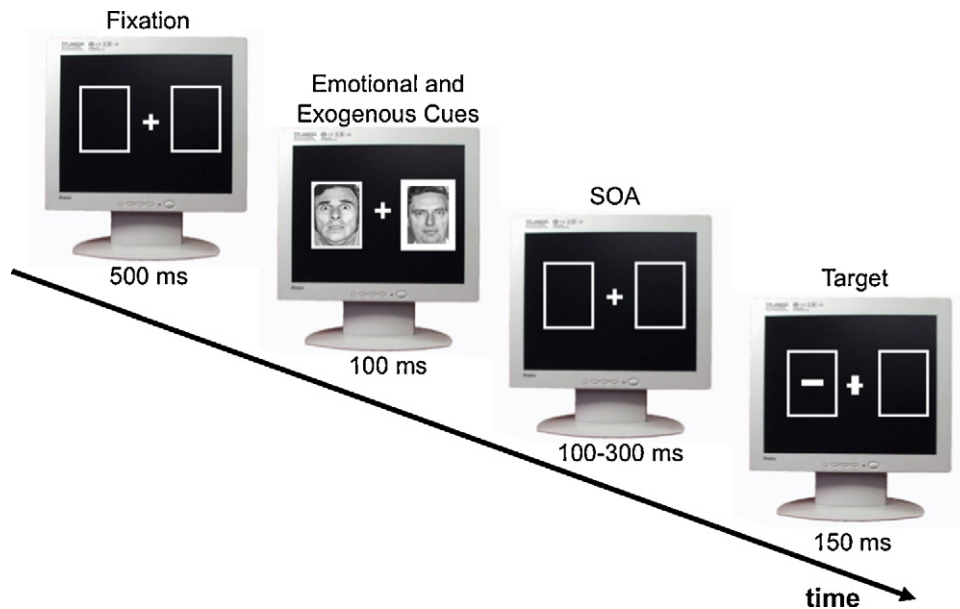 Fixation
500 ms
Emotional and
Exogenous Cues
100 ms
SOA
100-300 ms
Target
150 ms
time